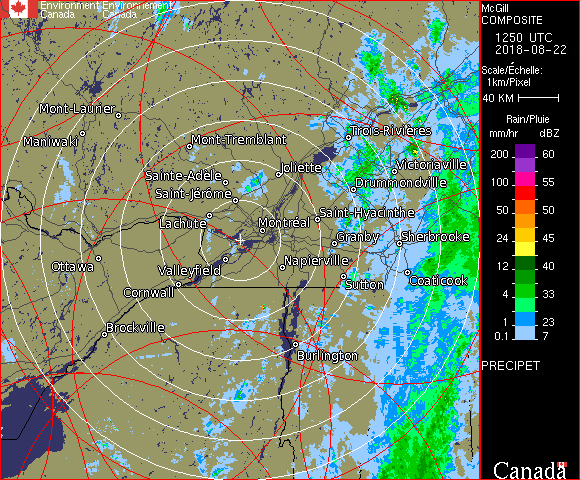 Environment Environnement
Canada Canada
McGill
COMPOSITE
1250 UTC
2018-08-22
Scale/Échelle:
1km/Pixel
40 KM
Rain/Pluie
mm/hr dBZ
200 60
100 55
50 50
24 45
12 40
4 33
1 23
0.1 7
PRECIPET
Canada
Mont-Laurier
Maniwaki
Mont-Tremblant
Trois-Rivières
Sainte-Adèle
Joliette
Victoriaville
Saint-Jérôme
Drummondville
Lachute
Montréal
Saint-Hyacinthe
Granby
Sherbrooke
Ottawa
Valleyfield
Napierville
Cornwall
Sutton
Coaticook
Brockville
Burlington